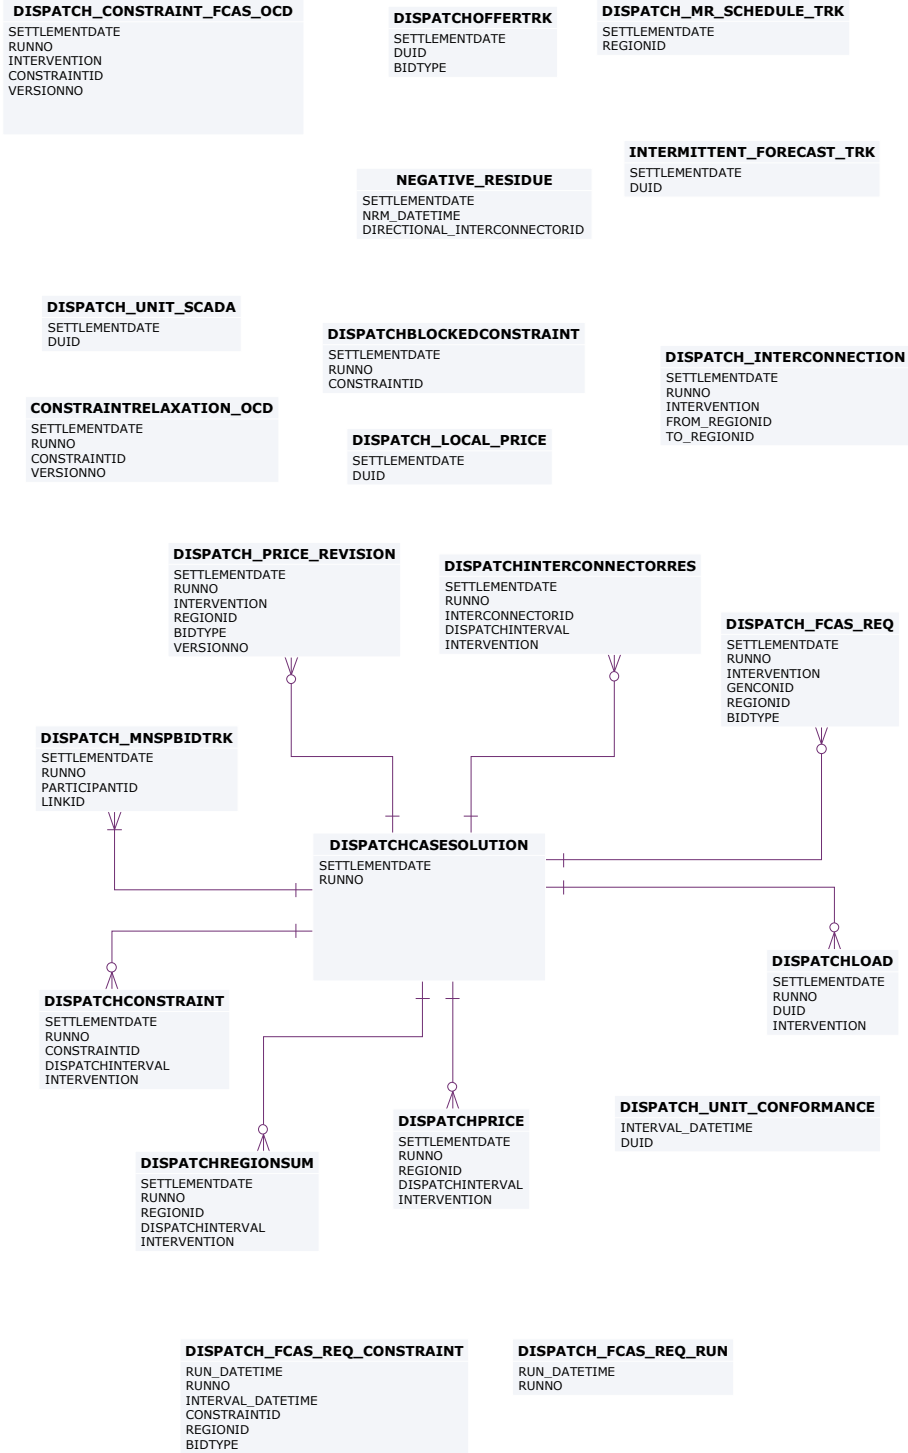 DISPATCH_CONSTRAINT_FCAS_OCD
SETTLEMENTDATE
RUNNO
INTERVENTION
CONSTRAINTID
VERSIONNO
DISPATCHOFFERTRK
SETTLEMENTDATE
DUID
BIDTYPE
DISPATCH_MR_SCHEDULE_TRK
SETTLEMENTDATE
REGIONID
INTERMITTENT_FORECAST_TRK
SETTLEMENTDATE
DUID
NEGATIVE_RESIDUE
SETTLEMENTDATE
NRM_DATETIME
DIRECTIONAL_INTERCONNECTORID
DISPATCH_UNIT_SCADA
SETTLEMENTDATE
DUID
DISPATCHBLOCKEDCONSTRAINT
SETTLEMENTDATE
RUNNO
CONSTRAINTID
DISPATCH_INTERCONNECTION
SETTLEMENTDATE
RUNNO
INTERVENTION
FROM_REGIONID
TO_REGIONID
CONSTRAINTRELAXATION_OCD
SETTLEMENTDATE
RUNNO
CONSTRAINTID
VERSIONNO
DISPATCH_LOCAL_PRICE
SETTLEMENTDATE
DUID
DISPATCH_PRICE_REVISION
SETTLEMENTDATE
RUNNO
INTERVENTION
REGIONID
BIDTYPE
VERSIONNO
DISPATCHINTERCONNECTORRES
SETTLEMENTDATE
RUNNO
INTERCONNECTORID
DISPATCHINTERVAL
INTERVENTION
DISPATCH_FCAS_REQ
SETTLEMENTDATE
RUNNO
INTERVENTION
GENCONID
REGIONID
BIDTYPE
DISPATCH_MNSPBIDTRK
SETTLEMENTDATE
RUNNO
PARTICIPANTID
LINKID
DISPATCHCASESOLUTION
SETTLEMENTDATE
RUNNO
DISPATCHLOAD
SETTLEMENTDATE
RUNNO
DUID
INTERVENTION
DISPATCHCONSTRAINT
SETTLEMENTDATE
RUNNO
CONSTRAINTID
DISPATCHINTERVAL
INTERVENTION
DISPATCH_UNIT_CONFORMANCE
INTERVAL_DATETIME
DUID
DISPATCHPRICE
SETTLEMENTDATE
RUNNO
REGIONID
DISPATCHINTERVAL
INTERVENTION
DISPATCHREGIONSUM
SETTLEMENTDATE
RUNNO
REGIONID
DISPATCHINTERVAL
INTERVENTION
DISPATCH_FCAS_REQ_CONSTRAINT
RUN_DATETIME
RUNNO
INTERVAL_DATETIME
CONSTRAINTID
REGIONID
BIDTYPE
DISPATCH_FCAS_REQ_RUN
RUN_DATETIME
RUNNO